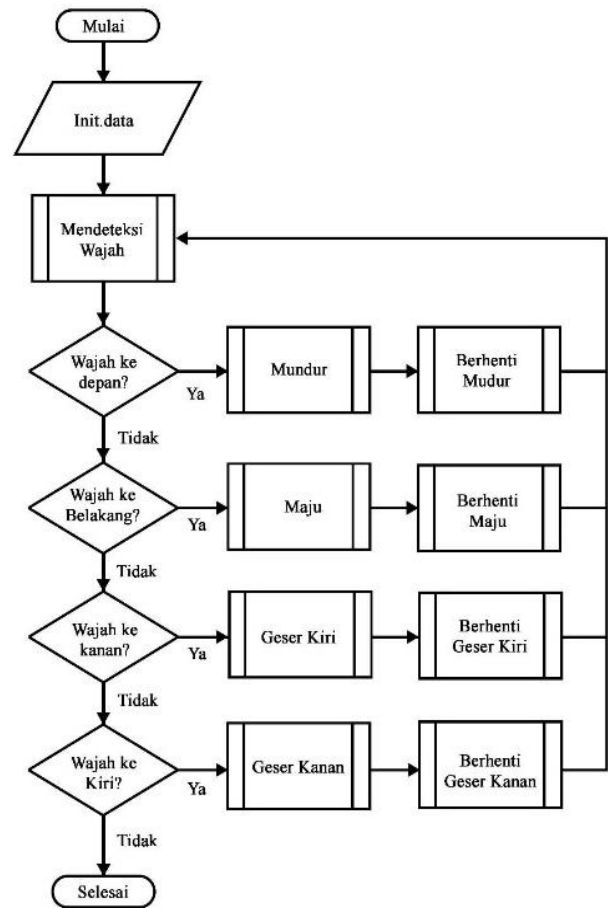 Mulai
Init.data
Mendeteksi
Wajah
Wajah ke
depan?
Ya
Mundur
Berhenti
Mudur
Tidak
Wajah ke
Belakang?
Ya
Maju
Berhenti
Maju
Tidak
Wajah ke
kanan?
Ya
Geser Kiri
Berhenti
Geser Kiri
Tidak
Wajah ke
Kiri?
Ya
Geser Kanan
Berhenti
Geser Kanan
Tidak
Selesai